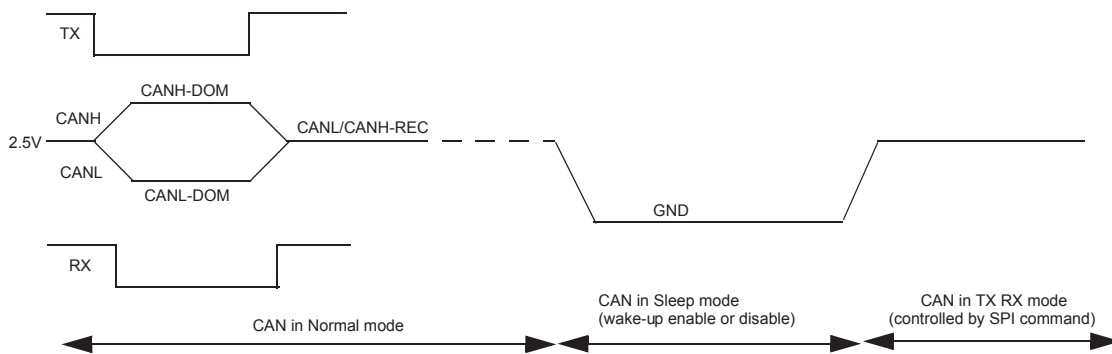 TX
CANH-DOM
CANH
CANL/CANH-REC
2.5V
CANL
CANL-DOM
GND
RX
CAN in Normal mode
CAN in Sleep mode
(wake-up enable or disable)
CAN in TX RX mode
(controlled by SPI command)